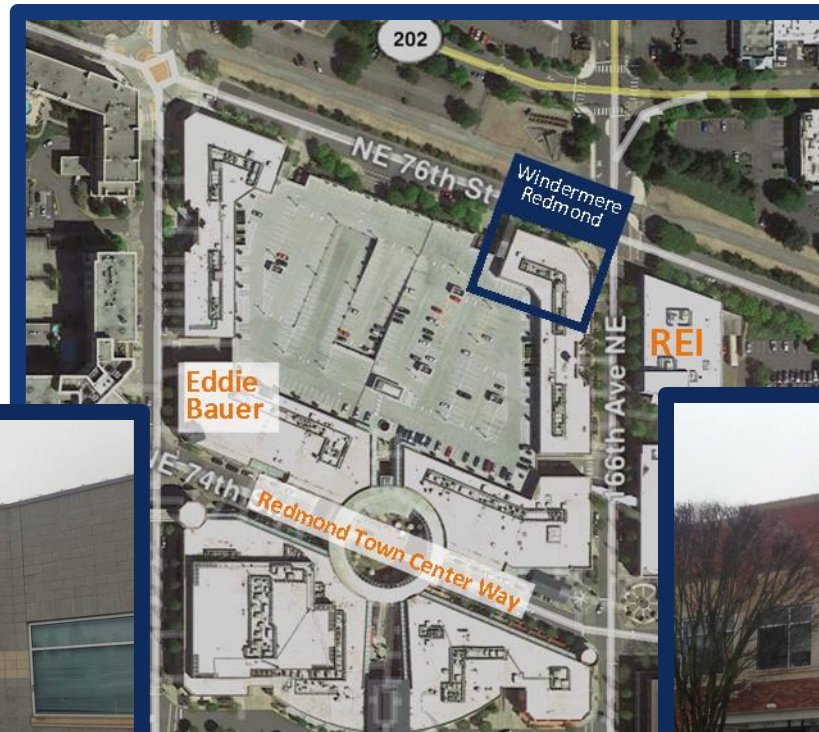 202
NE 76th St
Windermere
Redmond
REI
Eddie
Bauer
166th Ave NE
NE 74th
Redmond Town Center Way